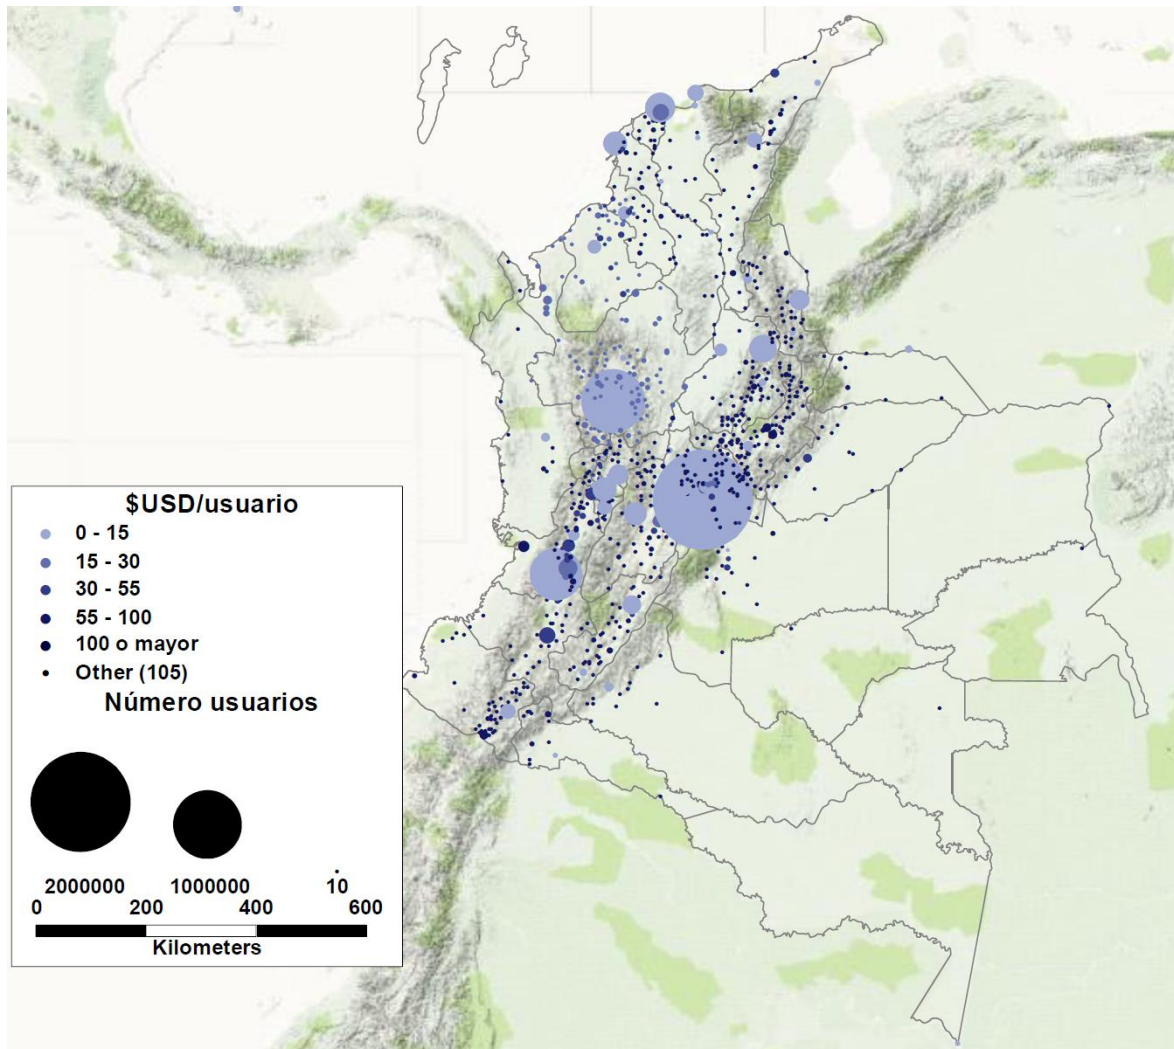 $USD/usuario
0 - 15
15 - 30
30 - 55
55 - 100
100 o mayor
Other (105)
Número usuarios
2000000 1000000 10
0 200 400 600
Kilometers